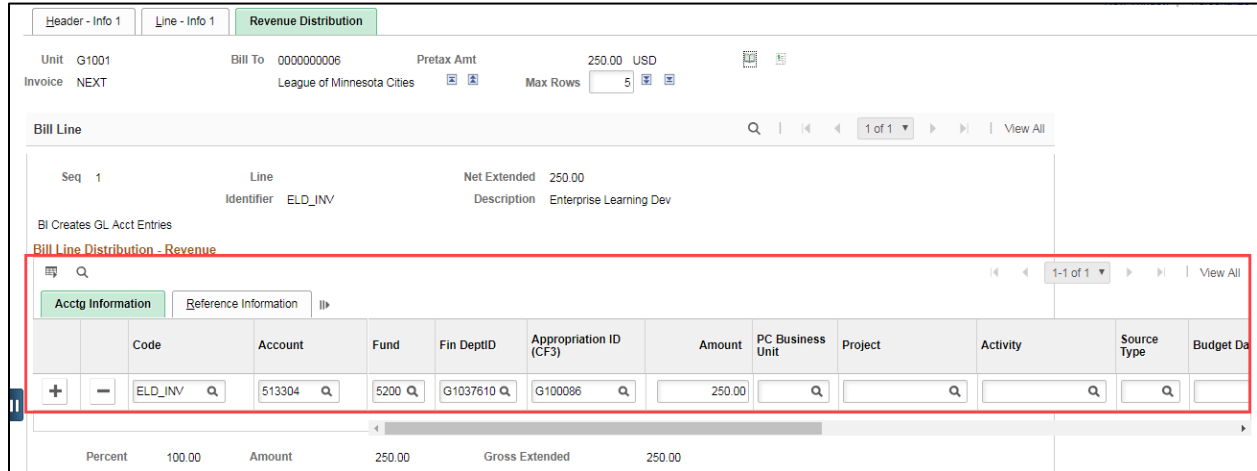 Header - Info 1 Line - Info 1 Revenue Distribution
Unit G1001 Bill To 0000000006 Pretax Amt 250.00 USD
Invoice NEXT League of Minnesota Cities Max Rows 5
Bill Line 1 of 1 View All
Seq 1 Line Net Extended 250.00
Identifier ELD_INV Description Enterprise Learning Dev
BI Creates GL Acct Entries
Bill Line Distribution - Revenue
1-1 of 1 View All
Acctg Information Reference Information
Code Account Fund Fin DeptID Appropriation ID (CF3) Amount PC Business Unit Project Activity Source Type Budget Da
ELD_INV 513304 5200 G1037610 G100086 250.00
Percent 100.00 Amount 250.00 Gross Extended 250.00